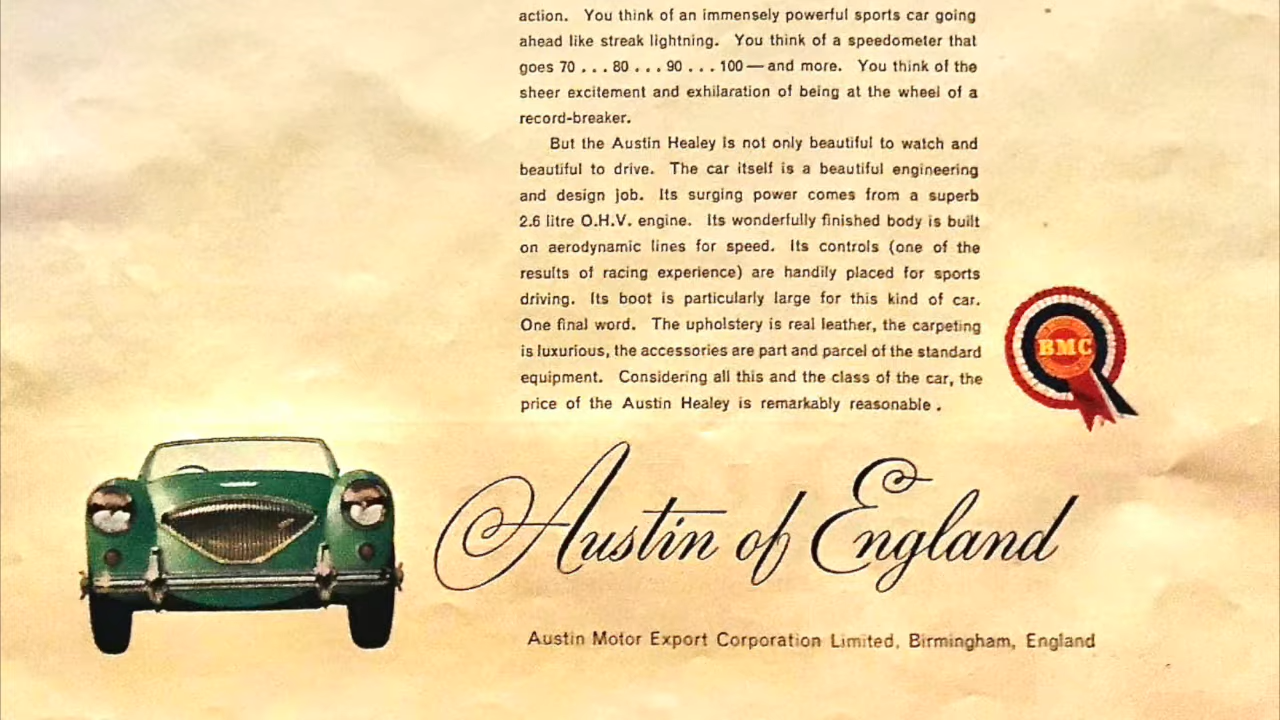 action. You think of an immensely powerful sports car going
ahead like streak lightning. You think of a speedometer that
goes 70 . . . 80 . . . 90 . . . 100 — and more. You think of the
sheer excitement and exhilaration of being at the wheel of a
record-breaker.
But the Austin Healey is not only beautiful to watch and
beautiful to drive. The car itself is a beautiful engineering
and design job. Its surging power comes from a superb
2.6 litre O.H.V. engine. Its wonderfully finished body is built
on aerodynamic lines for speed. Its controls (one of the
results of racing experience) are handily placed for sports
driving. Its boot is particularly large for this kind of car.
One final word. The upholstery is real leather, the carpeting
is luxurious, the accessories are part and parcel of the standard
equipment. Considering all this and the class of the car, the
price of the Austin Healey is remarkably reasonable .
BMC
Austin of England
Austin Motor Export Corporation Limited, Birmingham, England